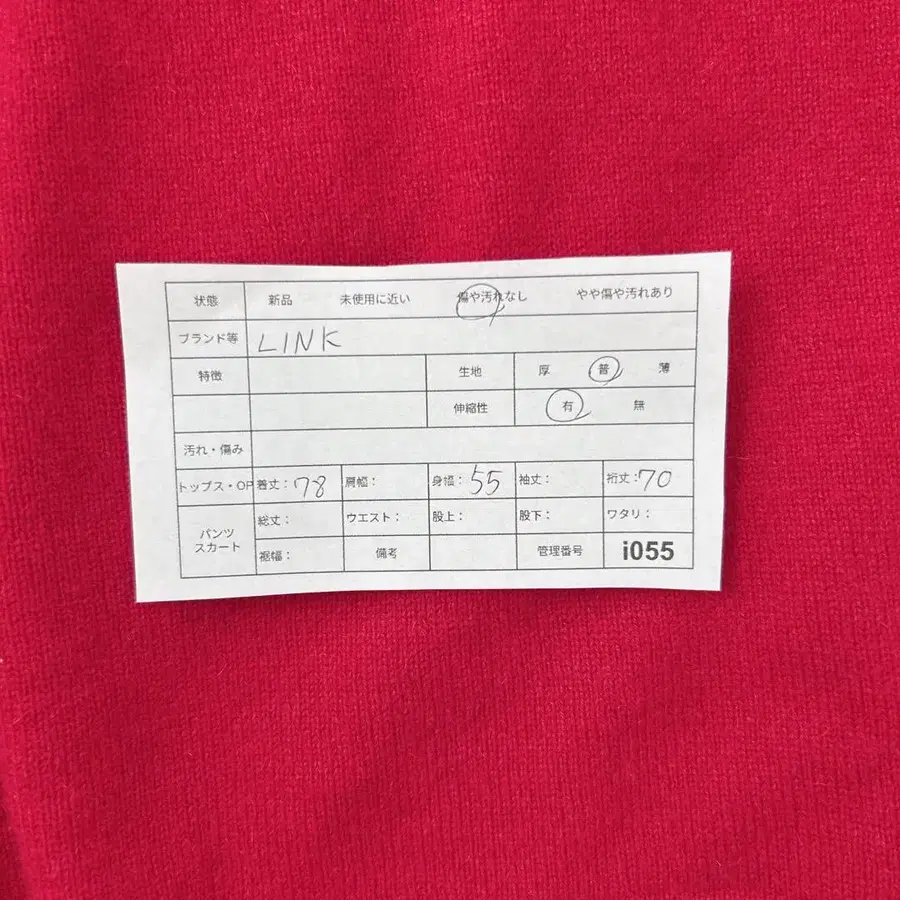 状態 新品 未使用に近い 傷や汚れなし やや傷や汚れあり
ブランド等 LINK
特徴 生地 厚 普 薄
伸縮性 有 無
汚れ・傷み
トップス・OP 着丈：78 肩幅： 身幅：55 袖丈： 裄丈：70
パンツ スカート 総丈： ウエスト： 股上： 股下： ワタリ：
裾幅： 備考 管理番号 i055